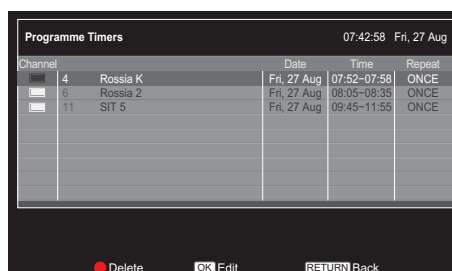 Programme Timers 07:42:58 Fri, 27 Aug
Channel Date Time Repeat
4 Rossia K Fri, 27 Aug 07:52-07:58 ONCE
6 Rossia 2 Fri, 27 Aug 08:05-08:35 ONCE
11 SIT 5 Fri, 27 Aug 09:45-11:55 ONCE
Delete OK Edit RETURN Back